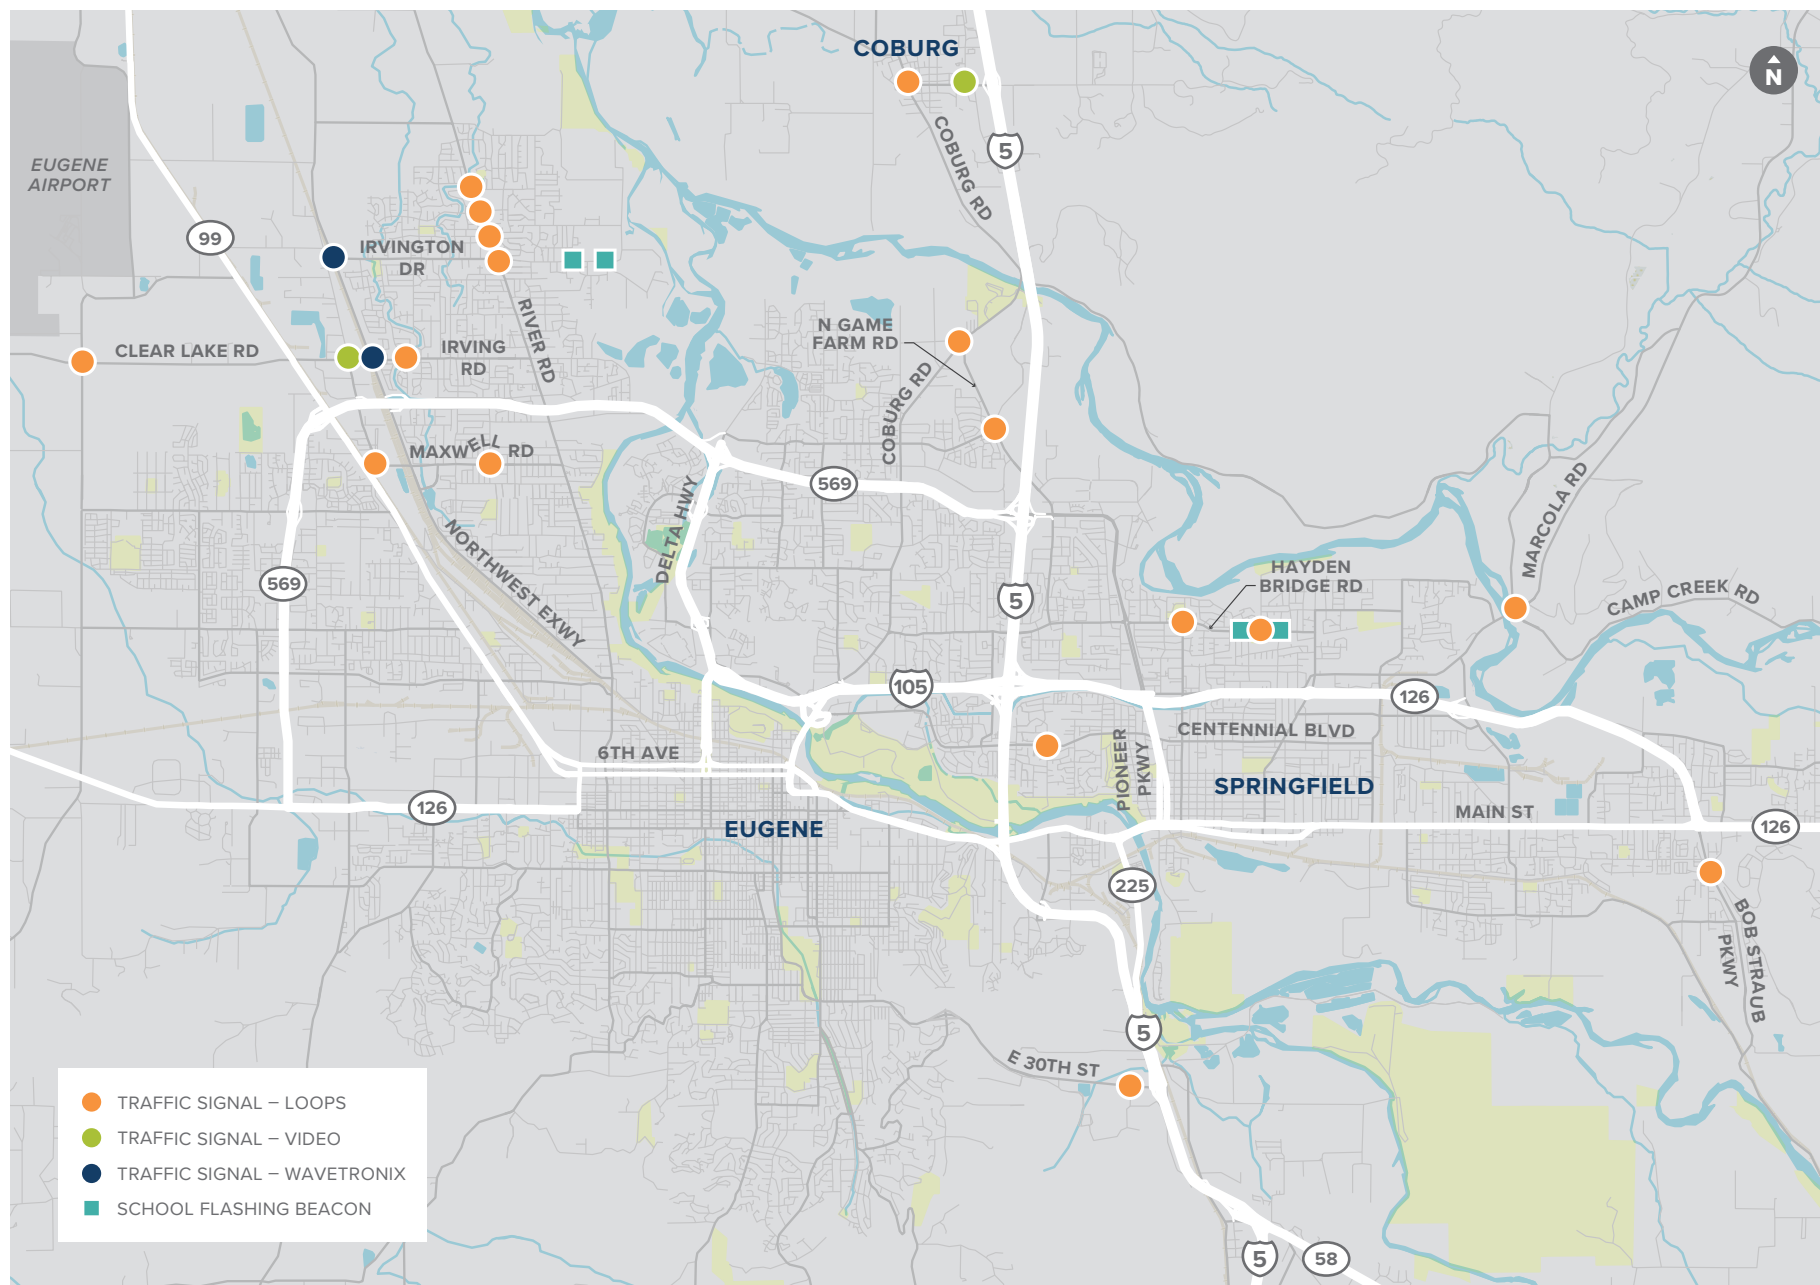 COBURG
N
5
COBURG RD
EUGENE
AIRPORT
99
IRVINGTON
DR
RIVER RD
N GAME
FARM RD
CLEAR LAKE RD
IRVING
RD
COBURG RD
MAXWELL RD
569
DELTA HWY
MARCOLA RD
NORTHWEST EXWY
569
5
HAYDEN
BRIDGE RD
CAMP CREEK RD
105
126
6TH AVE
CENTENNIAL BLVD
PIONEER
PKWY
SPRINGFIELD
126
EUGENE
MAIN ST
126
225
BOB STRAUB
PKWY
5
E 30TH ST
TRAFFIC SIGNAL – LOOPS
TRAFFIC SIGNAL – VIDEO
TRAFFIC SIGNAL – WAVETRONIX
SCHOOL FLASHING BEACON
5
58